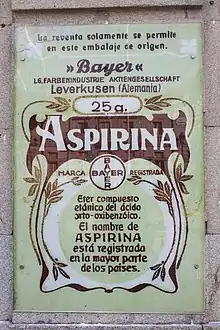 La reventa solamente se permite
en este embalaje de origen.
»Bayer«
I.G. FARBENINDUSTRIE AKTIENGESELLSCHAFT
Leverkusen (Alemania)
25 a.
ASPIRINA
MARCA BAYER REGISTRADA
BAYER
Eter compuesto
etánico del ácido
orto-oxibenzóico.
El nombre de
ASPIRINA
está registrada
en la mayor parte
de los países.